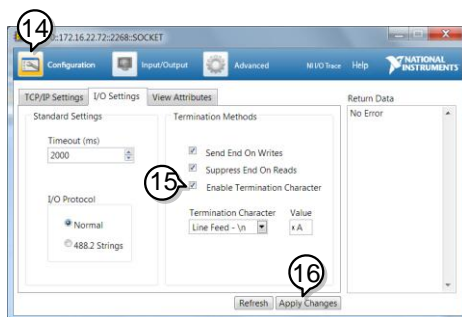 14
::172.16.22.72::2268::SOCKET
Configuration
Input/Output
Advanced
NI I/O Trace
Help
NATIONAL INSTRUMENTS
TCP/IP Settings
I/O Settings
View Attributes
Return Data
Standard Settings
Termination Methods
No Error
Timeout (ms)
2000
Send End On Writes
Suppress End On Reads
15
Enable Termination Character
I/O Protocol
Termination Character
Value
Normal
Line Feed - \n
xA
488.2 Strings
16
Refresh
Apply Changes